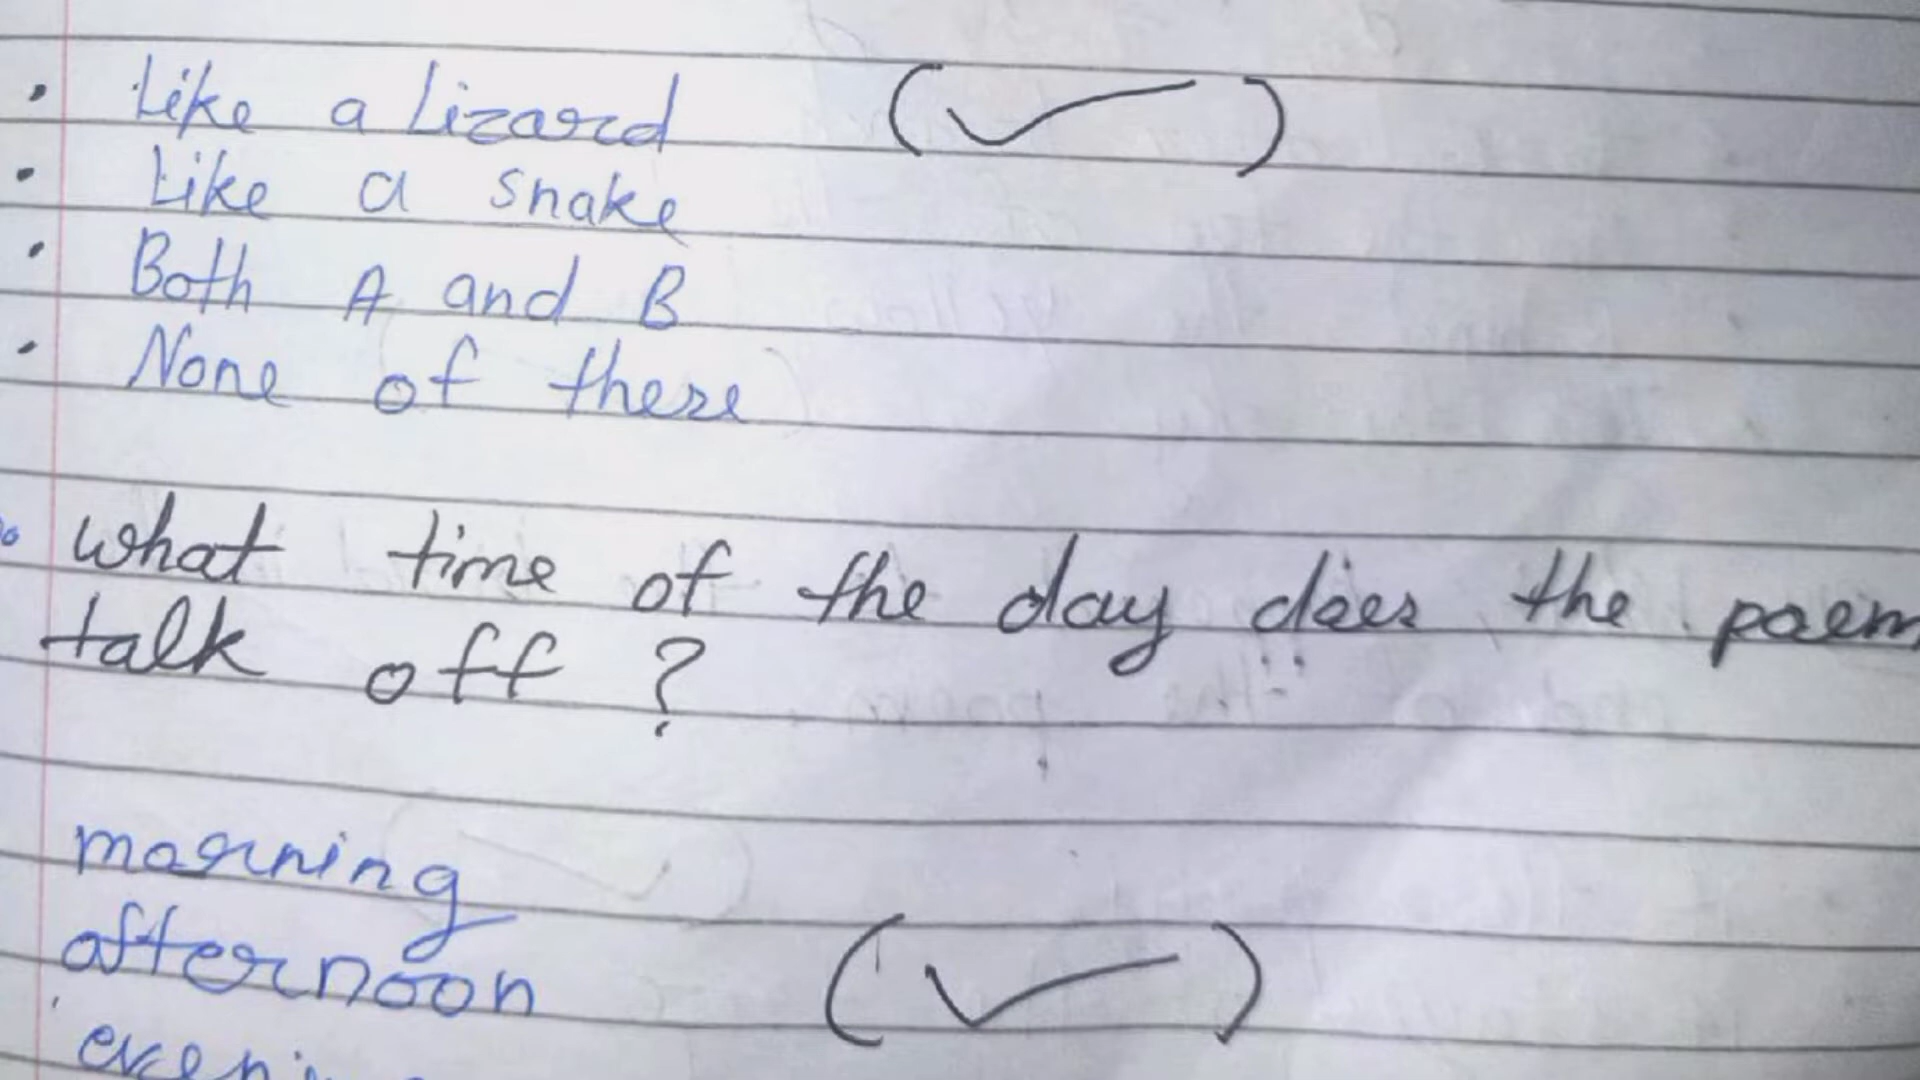 • Like a Lizard (✓)
• Like a snake
• Both A and B
• None of these
what time of the day does the poem
talk off ?
morning
afternoon (✓)